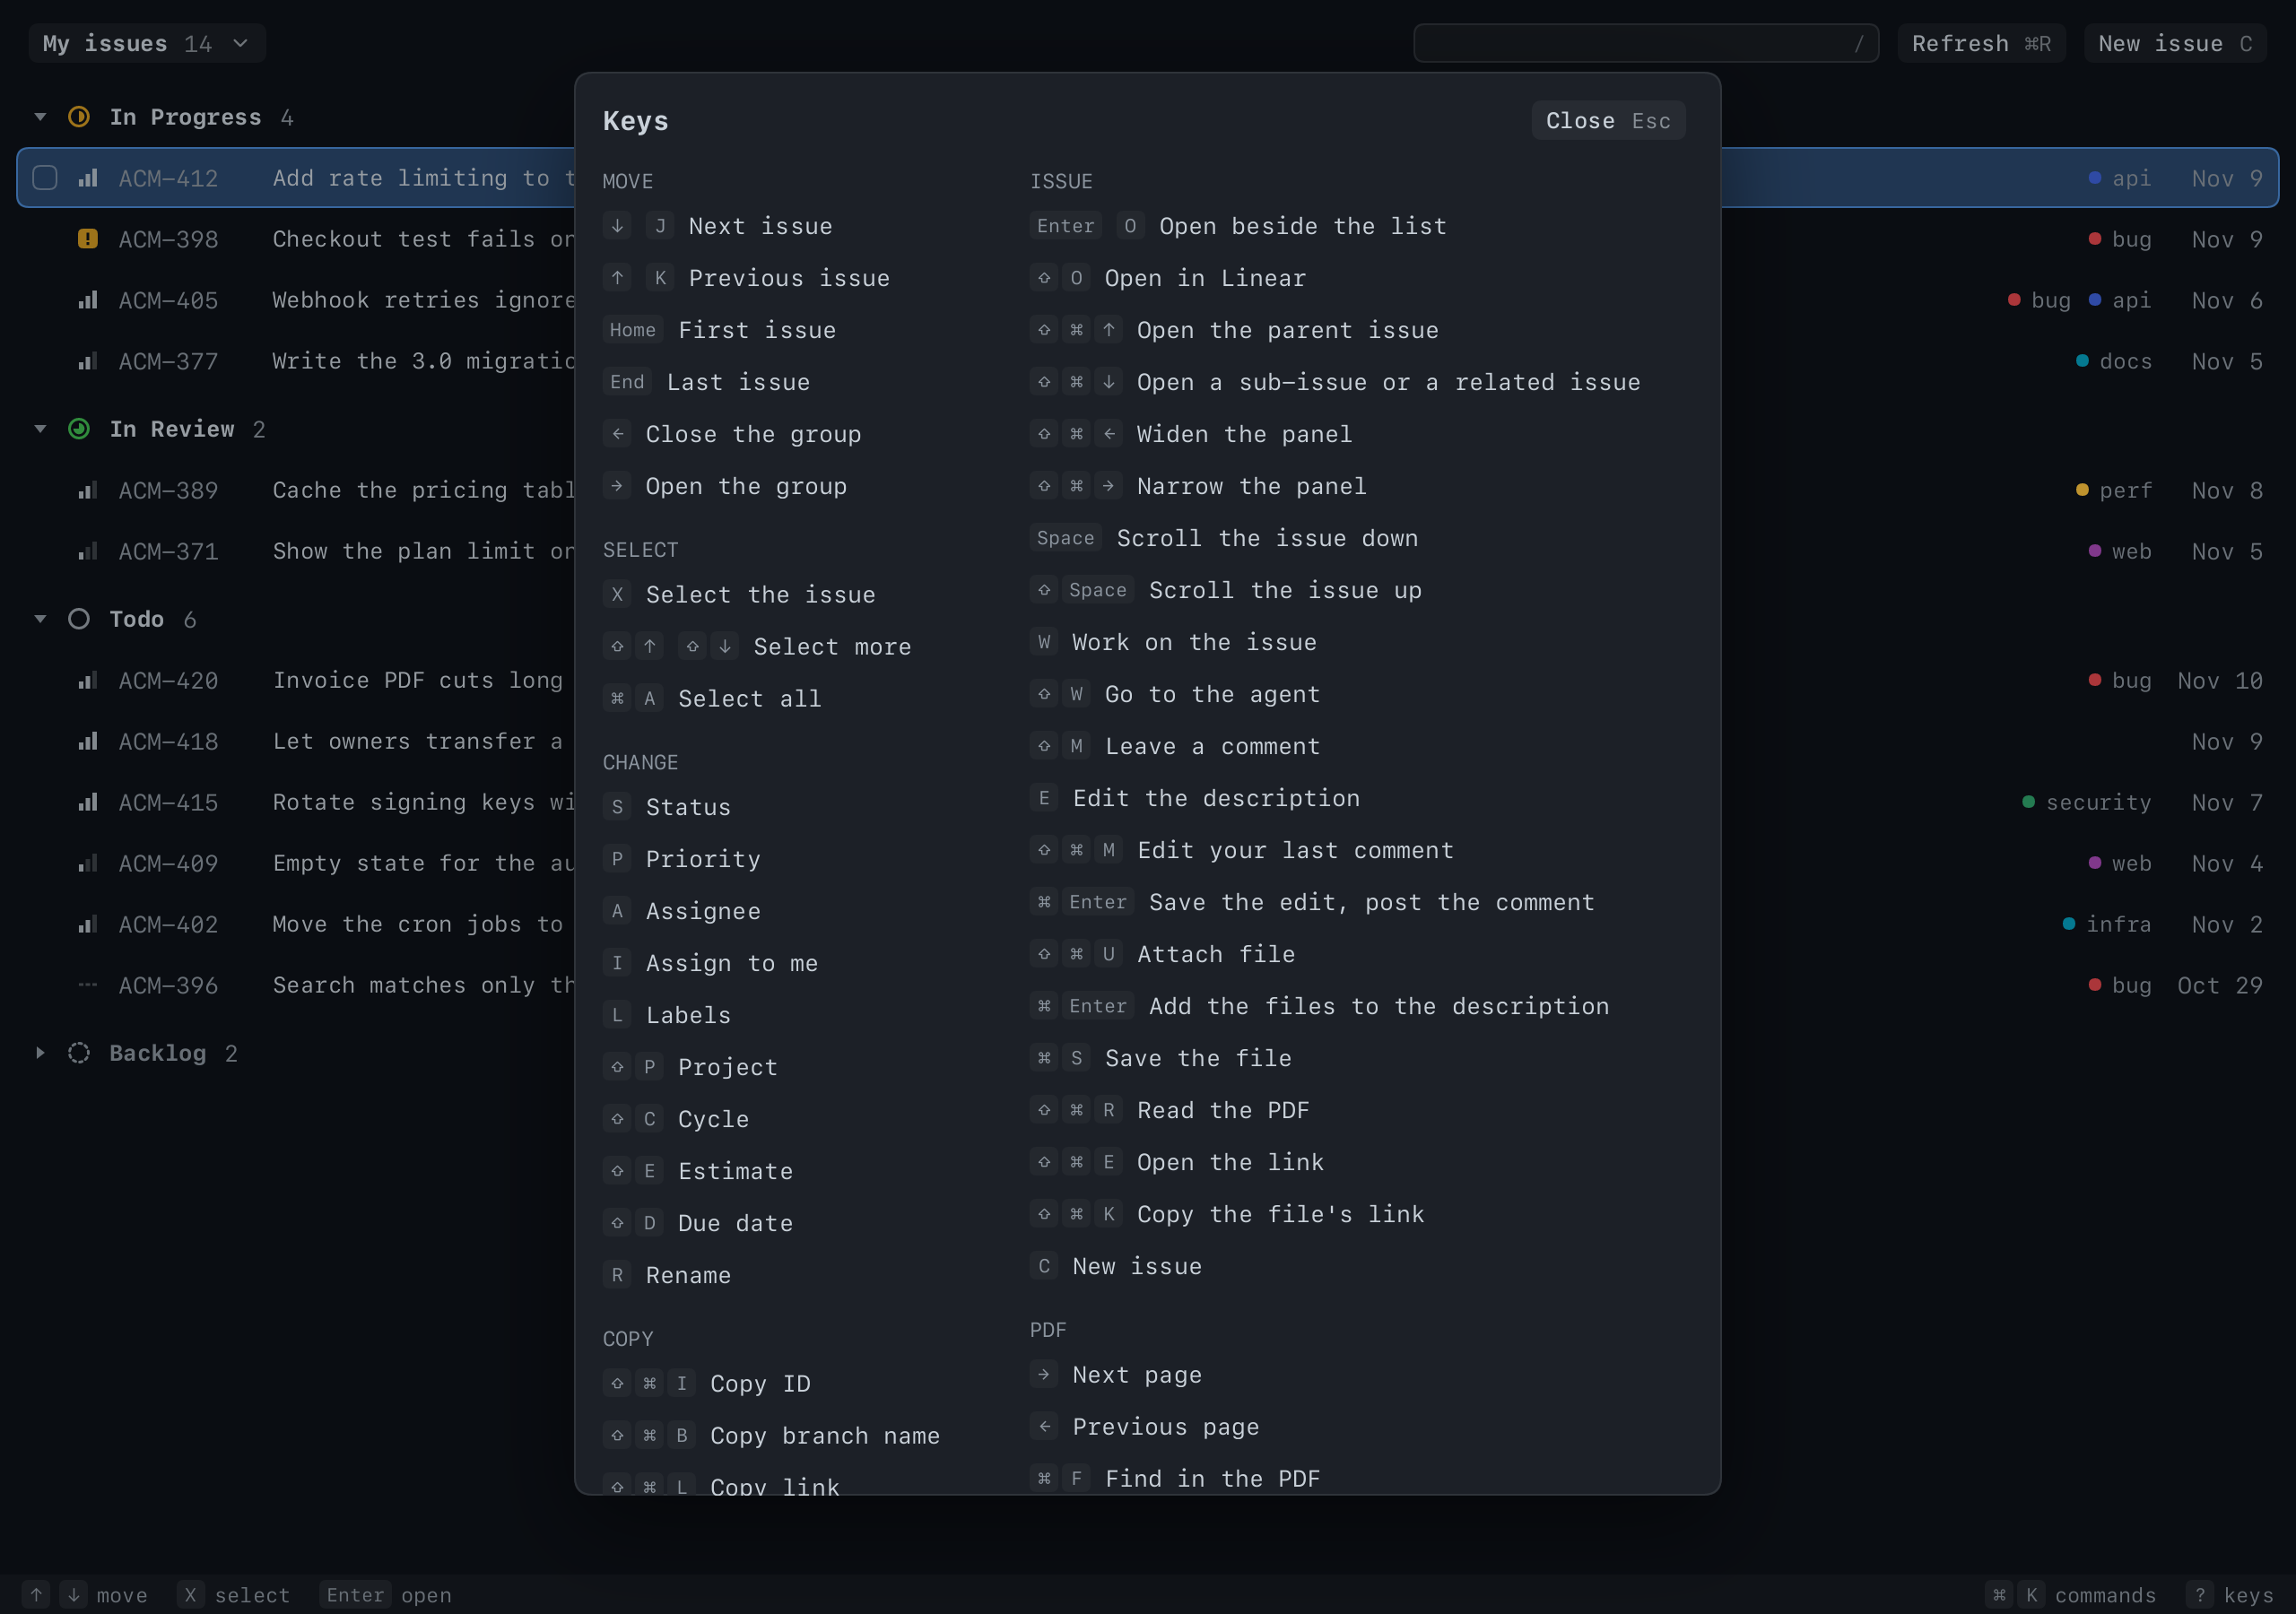 My issues 14
/
Refresh ⌘R
New issue C
In Progress 4
ACM-412 Add rate limiting to t
api Nov 9
ACM-398 Checkout test fails on
bug Nov 9
ACM-405 Webhook retries ignore
bug api Nov 6
ACM-377 Write the 3.0 migratio
docs Nov 5
In Review 2
ACM-389 Cache the pricing tabl
perf Nov 8
ACM-371 Show the plan limit on
web Nov 5
Todo 6
ACM-420 Invoice PDF cuts long
bug Nov 10
ACM-418 Let owners transfer a
Nov 9
ACM-415 Rotate signing keys wi
security Nov 7
ACM-409 Empty state for the au
web Nov 4
ACM-402 Move the cron jobs to
infra Nov 2
ACM-396 Search matches only th
bug Oct 29
Backlog 2
Keys
Close Esc
MOVE
↓ J Next issue
↑ K Previous issue
Home First issue
End Last issue
← Close the group
→ Open the group
SELECT
X Select the issue
⇧ ↑ ⇧ ↓ Select more
⌘ A Select all
CHANGE
S Status
P Priority
A Assignee
I Assign to me
L Labels
⇧ P Project
⇧ C Cycle
⇧ E Estimate
⇧ D Due date
R Rename
COPY
⇧ ⌘ I Copy ID
⇧ ⌘ B Copy branch name
⇧ ⌘ L Copy link
ISSUE
Enter O Open beside the list
⇧ O Open in Linear
⇧ ⌘ ↑ Open the parent issue
⇧ ⌘ ↓ Open a sub-issue or a related issue
⇧ ⌘ ← Widen the panel
⇧ ⌘ → Narrow the panel
Space Scroll the issue down
⇧ Space Scroll the issue up
W Work on the issue
⇧ W Go to the agent
⇧ M Leave a comment
E Edit the description
⇧ ⌘ M Edit your last comment
⌘ Enter Save the edit, post the comment
⇧ ⌘ U Attach file
⌘ Enter Add the files to the description
⌘ S Save the file
⇧ ⌘ R Read the PDF
⇧ ⌘ E Open the link
⇧ ⌘ K Copy the file's link
C New issue
PDF
→ Next page
← Previous page
⌘ F Find in the PDF
↑ ↓ move X select Enter open
⌘ K commands ? keys